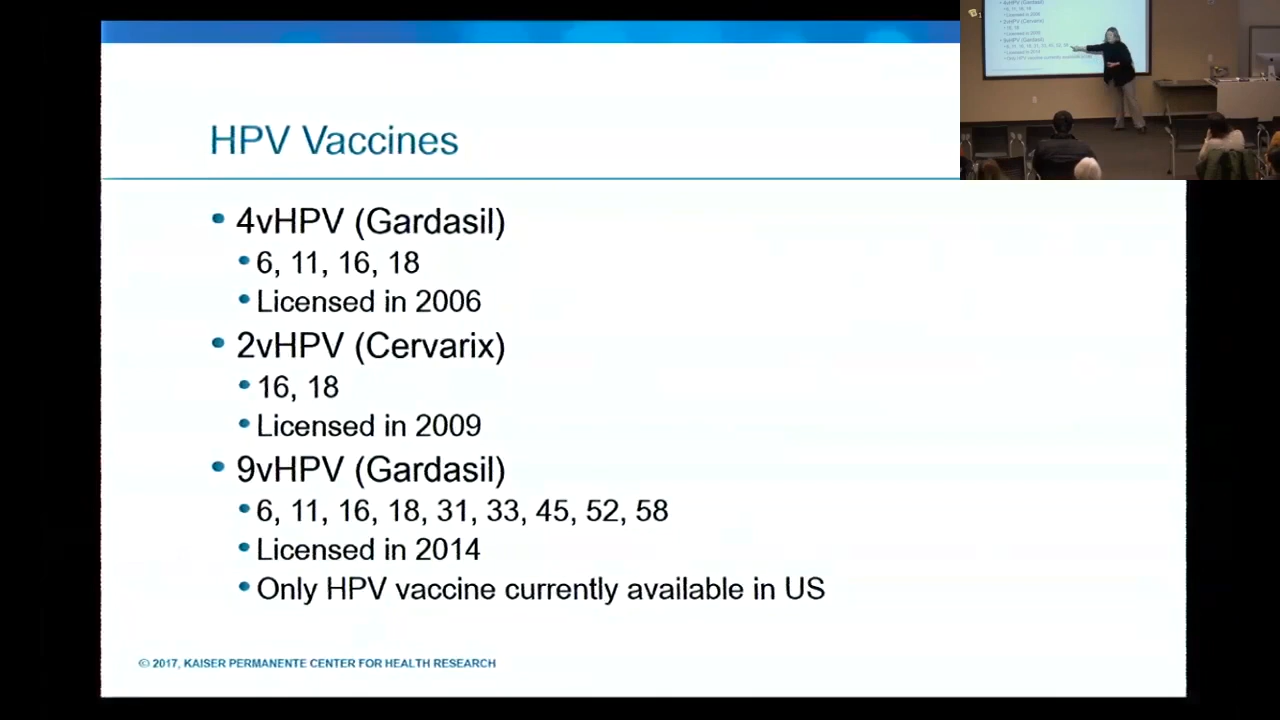 HPV Vaccines
4vHPV (Gardasil)
6, 11, 16, 18
Licensed in 2006
2vHPV (Cervarix)
16, 18
Licensed in 2009
9vHPV (Gardasil)
6, 11, 16, 18, 31, 33, 45, 52, 58
Licensed in 2014
Only HPV vaccine currently available in US
© 2017, KAISER PERMANENTE CENTER FOR HEALTH RESEARCH